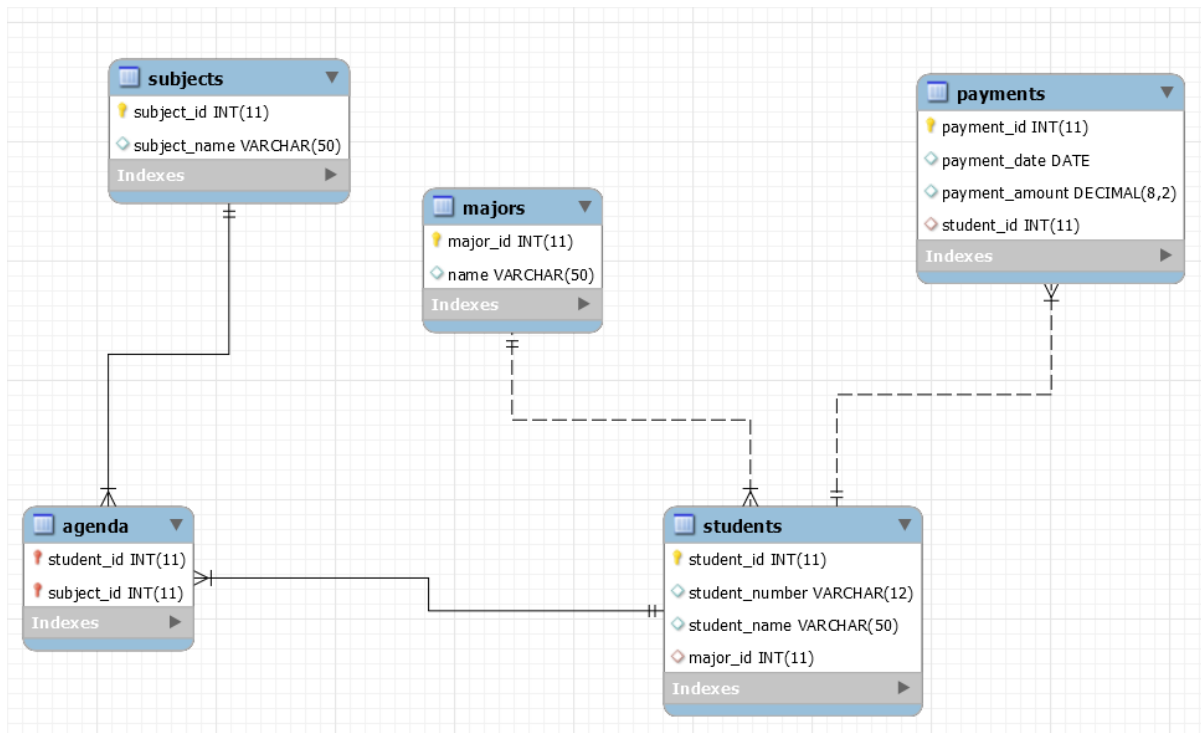 subjects
subject_id INT(11)
subject_name VARCHAR(50)
Indexes
majors
major_id INT(11)
name VARCHAR(50)
Indexes
payments
payment_id INT(11)
payment_date DATE
payment_amount DECIMAL(8,2)
student_id INT(11)
Indexes
agenda
student_id INT(11)
subject_id INT(11)
Indexes
students
student_id INT(11)
student_number VARCHAR(12)
student_name VARCHAR(50)
major_id INT(11)
Indexes